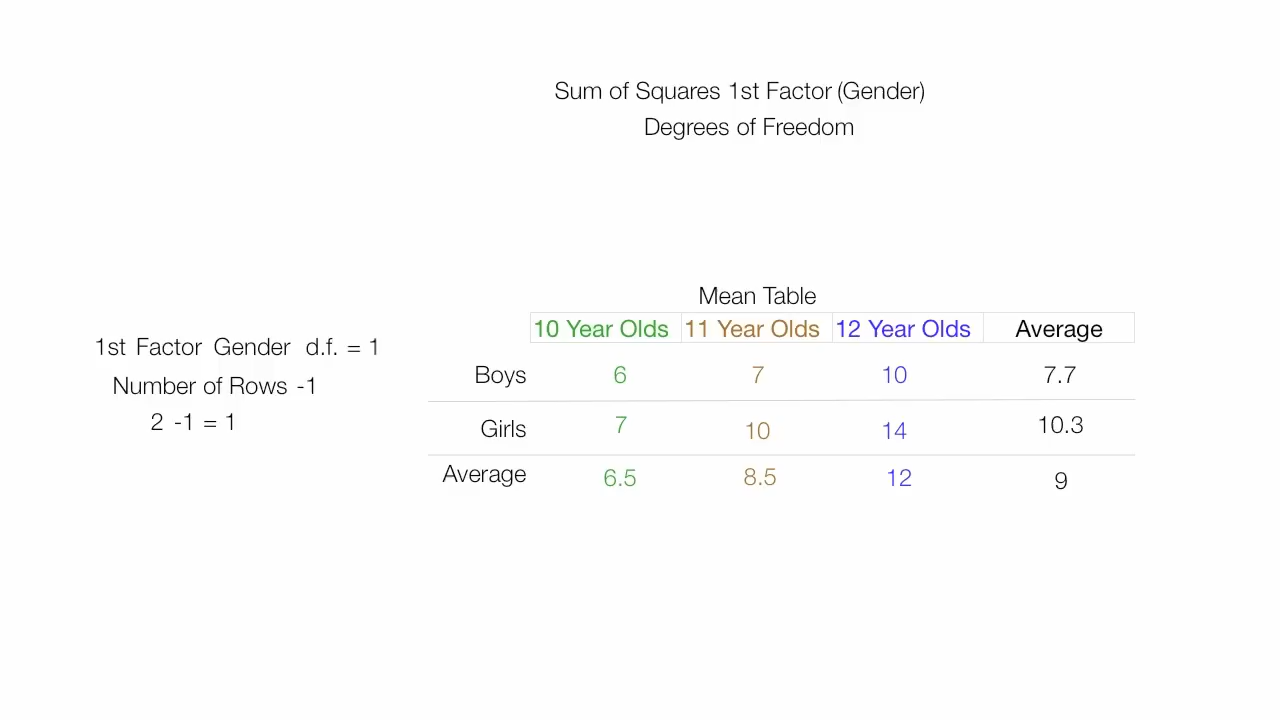 Sum of Squares 1st Factor (Gender)
Degrees of Freedom
Mean Table
10 Year Olds 11 Year Olds 12 Year Olds Average
1st Factor Gender d.f. = 1
Number of Rows -1
2 -1 = 1
Boys 6 7 10 7.7
Girls 7 10 14 10.3
Average 6.5 8.5 12 9